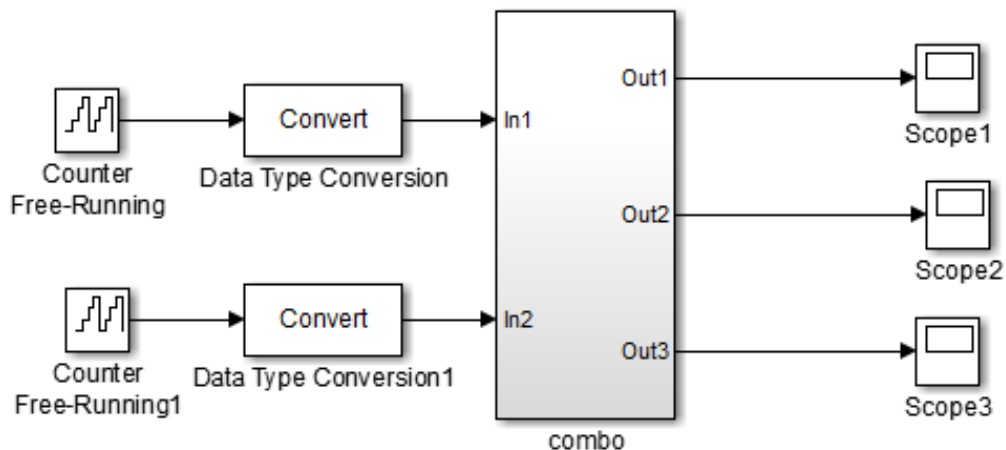 Convert
Counter
Free-Running
Data Type Conversion
In1
Out1
Scope1
Out2
Scope2
Convert
Counter
Free-Running1
Data Type Conversion1
In2
Out3
Scope3
combo